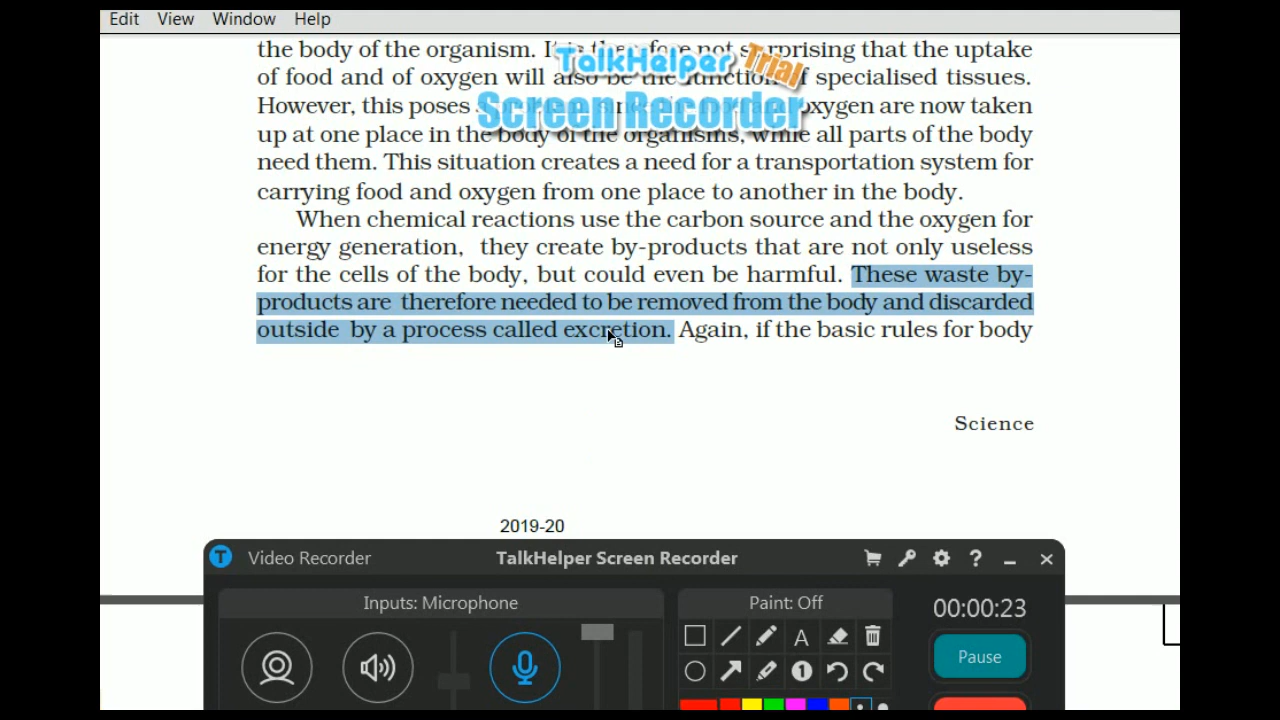 Edit View Window Help
the body of the organism. It is therefore not surprising that the uptake
of food and of oxygen will also be the function of specialised tissues.
However, this poses a problem, since the food and oxygen are now taken
up at one place in the body of the organisms, while all parts of the body
need them. This situation creates a need for a transportation system for
carrying food and oxygen from one place to another in the body.
When chemical reactions use the carbon source and the oxygen for
energy generation, they create by-products that are not only useless
for the cells of the body, but could even be harmful. These waste by-
products are therefore needed to be removed from the body and discarded
outside by a process called excretion. Again, if the basic rules for body
TalkHelper Trial
Screen Recorder
Science
2019-20
Video Recorder TalkHelper Screen Recorder
Inputs: Microphone Paint: Off 00:00:23
Pause